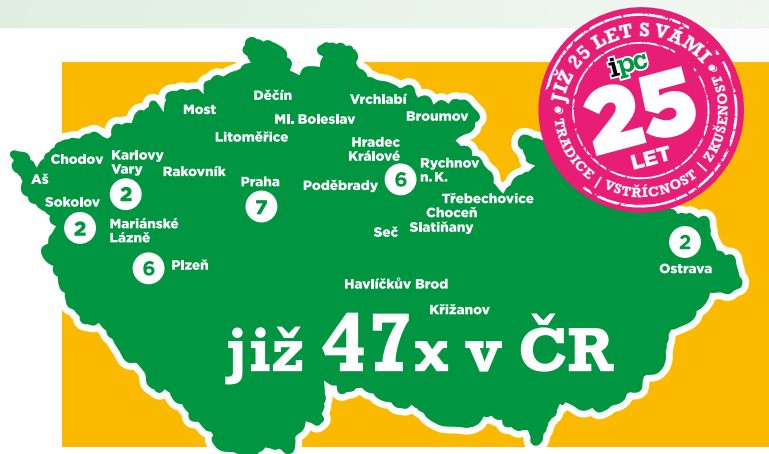 JIŽ 25 LET S VÁMI
ipc
25
LET
TRADICE | VSTŘÍCNOST | ZKUŠENOST
Děčín
Vrchlabí
Most
Broumov
Ml. Boleslav
Litoměřice
Hradec
Králové
6
Chodov
Karlovy
Vary
2
Rakovník
Rychnov
n. K.
Aš
Praha
7
Poděbrady
Sokolov
2
Třebechovice
Choceň
Slatiňany
Mariánské
Lázně
Seč
2
Ostrava
6
Plzeň
Havlíčkův Brod
Křižanov
již 47x v ČR